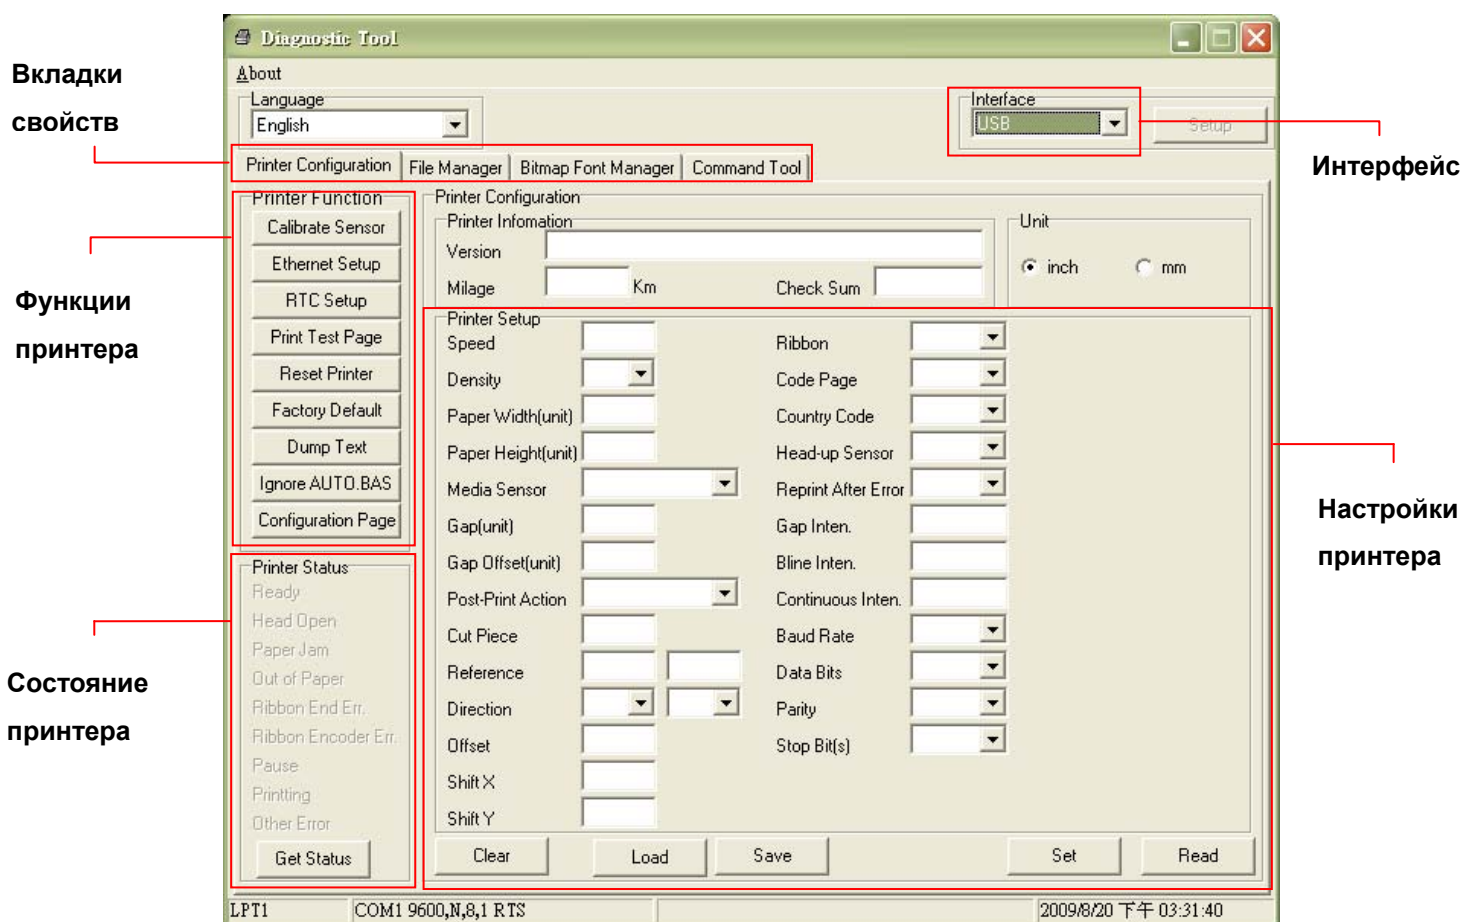 Diagnostic Tool
About
Вкладки
свойств
Language
English
Interface
USB
Setup
Интерфейс
Printer Configuration
File Manager
Bitmap Font Manager
Command Tool
Printer Function
Calibrate Sensor
Ethernet Setup
RTC Setup
Print Test Page
Reset Printer
Factory Default
Dump Text
Ignore AUTO.BAS
Configuration Page
Функции
принтера
Printer Configuration
Printer Infomation
Version
Milage
Km
Check Sum
Unit
inch
mm
Printer Setup
Speed
Density
Paper Width(unit)
Paper Height(unit)
Media Sensor
Gap(unit)
Gap Offset(unit)
Post-Print Action
Cut Piece
Reference
Direction
Offset
Shift X
Shift Y
Ribbon
Code Page
Country Code
Head-up Sensor
Reprint After Error
Gap Inten.
Bline Inten.
Continuous Inten.
Baud Rate
Data Bits
Parity
Stop Bit(s)
Настройки
принтера
Printer Status
Ready
Head Open
Paper Jam
Out of Paper
Ribbon End Err.
Ribbon Encoder Err.
Pause
Printting
Other Error
Get Status
Состояние
принтера
Clear
Load
Save
Set
Read
LPT1
COM1 9600,N,8,1 RTS
2009/8/20 下午 03:31:40